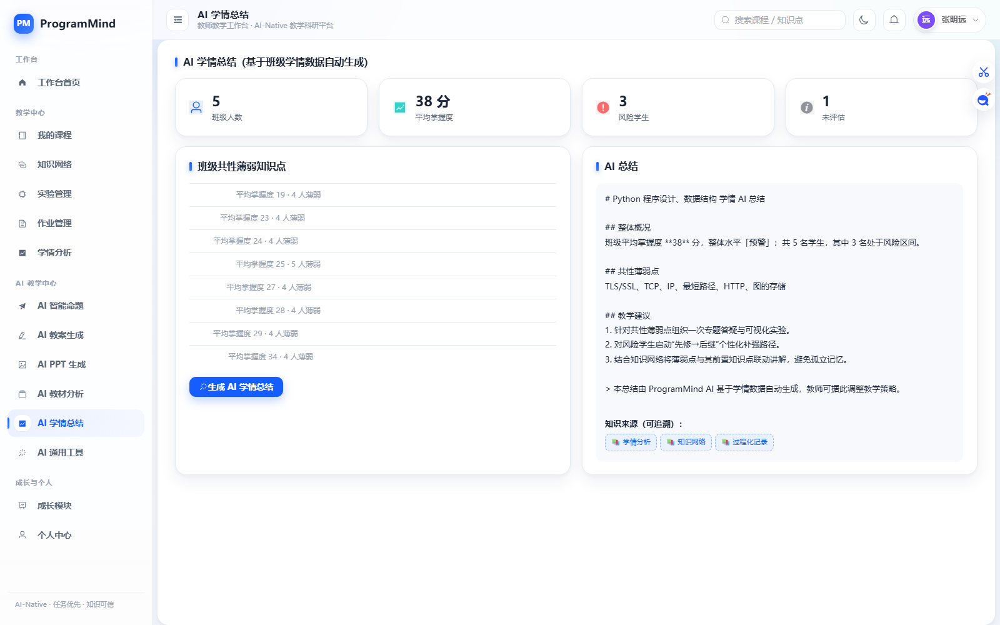 PM ProgramMind
工作台
工作台首页
教学中心
我的课程
知识网络
实验管理
作业管理
学情分析
AI 教学中心
AI 智能命题
AI 教案生成
AI PPT 生成
AI 教材分析
AI 学情总结
AI 通用工具
成长与个人
成长模块
个人中心
AI-Native · 任务优先 · 知识可信
AI 学情总结
教师教学工作台 · AI-Native 教学科研平台
搜索课程 / 知识点
远 张明远
AI 学情总结（基于班级学情数据自动生成）
5
班级人数
38 分
平均掌握度
3
风险学生
1
未评估
班级共性薄弱知识点
平均掌握度 19 · 4 人薄弱
平均掌握度 23 · 4 人薄弱
平均掌握度 24 · 4 人薄弱
平均掌握度 25 · 5 人薄弱
平均掌握度 27 · 4 人薄弱
平均掌握度 28 · 4 人薄弱
平均掌握度 29 · 4 人薄弱
平均掌握度 34 · 4 人薄弱
生成 AI 学情总结
AI 总结
# Python 程序设计、数据结构 学情 AI 总结
## 整体概况
班级平均掌握度 **38** 分，整体水平「预警」；共 5 名学生，其中 3 名处于风险区间。
## 共性薄弱点
TLS/SSL、TCP、IP、最短路径、HTTP、图的存储
## 教学建议
1. 针对共性薄弱点组织一次专题答疑与可视化实验。
2. 对风险学生启动“先修→后继”个性化补强路径。
3. 结合知识网络将薄弱点与其前置知识点联动讲解，避免孤立记忆。
> 本总结由 ProgramMind AI 基于学情数据自动生成，教师可据此调整教学策略。
知识来源（可追溯）：
学情分析 知识网络 过程化记录